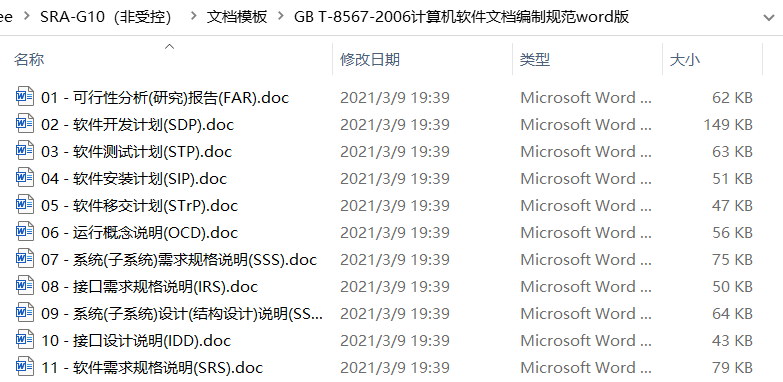 ee > SRA-G10（非受控） > 文档模板 > GB T-8567-2006计算机软件文档编制规范word版
名称 修改日期 类型 大小
01 - 可行性分析(研究)报告(FAR).doc 2021/3/9 19:39 Microsoft Word ... 62 KB
02 - 软件开发计划(SDP).doc 2021/3/9 19:39 Microsoft Word ... 149 KB
03 - 软件测试计划(STP).doc 2021/3/9 19:39 Microsoft Word ... 63 KB
04 - 软件安装计划(SIP).doc 2021/3/9 19:39 Microsoft Word ... 51 KB
05 - 软件移交计划(STrP).doc 2021/3/9 19:39 Microsoft Word ... 47 KB
06 - 运行概念说明(OCD).doc 2021/3/9 19:39 Microsoft Word ... 56 KB
07 - 系统(子系统)需求规格说明(SSS).doc 2021/3/9 19:39 Microsoft Word ... 75 KB
08 - 接口需求规格说明(IRS).doc 2021/3/9 19:39 Microsoft Word ... 50 KB
09 - 系统(子系统)设计(结构设计)说明(SS... 2021/3/9 19:39 Microsoft Word ... 64 KB
10 - 接口设计说明(IDD).doc 2021/3/9 19:39 Microsoft Word ... 43 KB
11 - 软件需求规格说明(SRS).doc 2021/3/9 19:39 Microsoft Word ... 79 KB